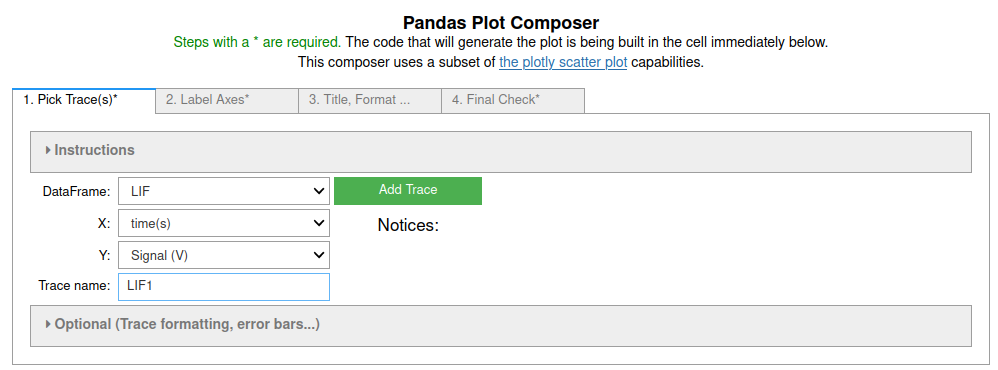 Pandas Plot Composer
Steps with a * are required. The code that will generate the plot is being built in the cell immediately below.
This composer uses a subset of the plotly scatter plot capabilities.
1. Pick Trace(s)* 2. Label Axes* 3. Title, Format ... 4. Final Check*
Instructions
DataFrame: LIF Add Trace
X: time(s) Notices:
Y: Signal (V)
Trace name: LIF1
Optional (Trace formatting, error bars...)